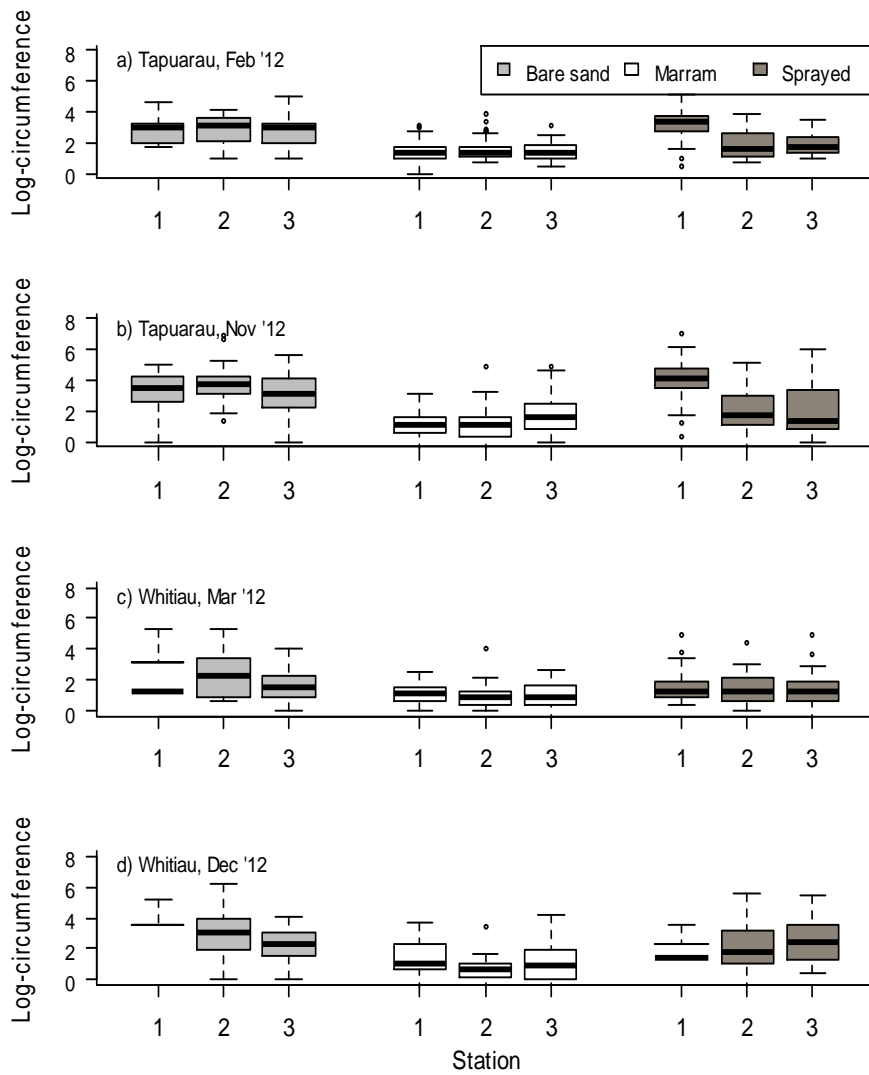 a) Tapuarau, Feb '12
Bare sand Marram Sprayed
Log-circumference
8
6
4
2
0
1 2 3 1 2 3 1 2 3
b) Tapuarau, Nov '12
Log-circumference
8
6
4
2
0
1 2 3 1 2 3 1 2 3
c) Whitiau, Mar '12
Log-circumference
8
6
4
2
0
1 2 3 1 2 3 1 2 3
d) Whitiau, Dec '12
Log-circumference
8
6
4
2
0
1 2 3 1 2 3 1 2 3
Station